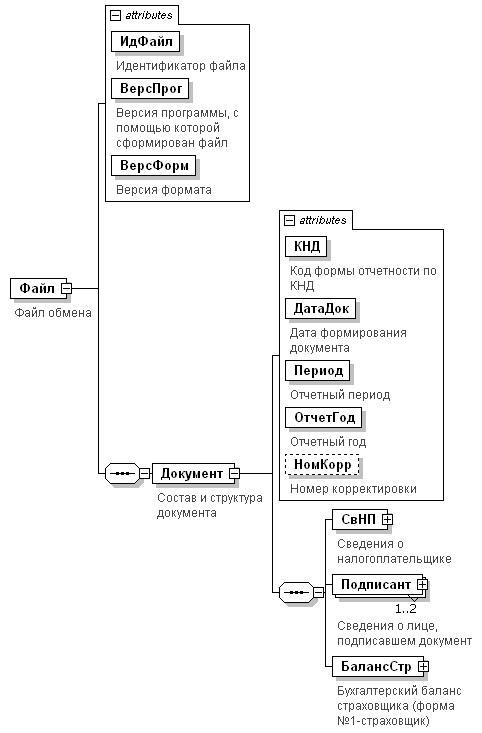 attributes
ИдФайл
Идентификатор файла
ВерсПрог
Версия программы, с
помощью которой
сформирован файл
ВерсФорм
Версия формата
Файл
Файл обмена
Документ
Состав и структура
документа
attributes
КНД
Код формы отчетности по
КНД
ДатаДок
Дата формирования
документа
Период
Отчетный период
ОтчетГод
Отчетный год
НомКорр
Номер корректировки
СвНП
Сведения о
налогоплательщике
Подписант
1..2
Сведения о лице,
подписавшем документ
БалансСтр
Бухгалтерский баланс
страховщика (форма
№1-страховщик)